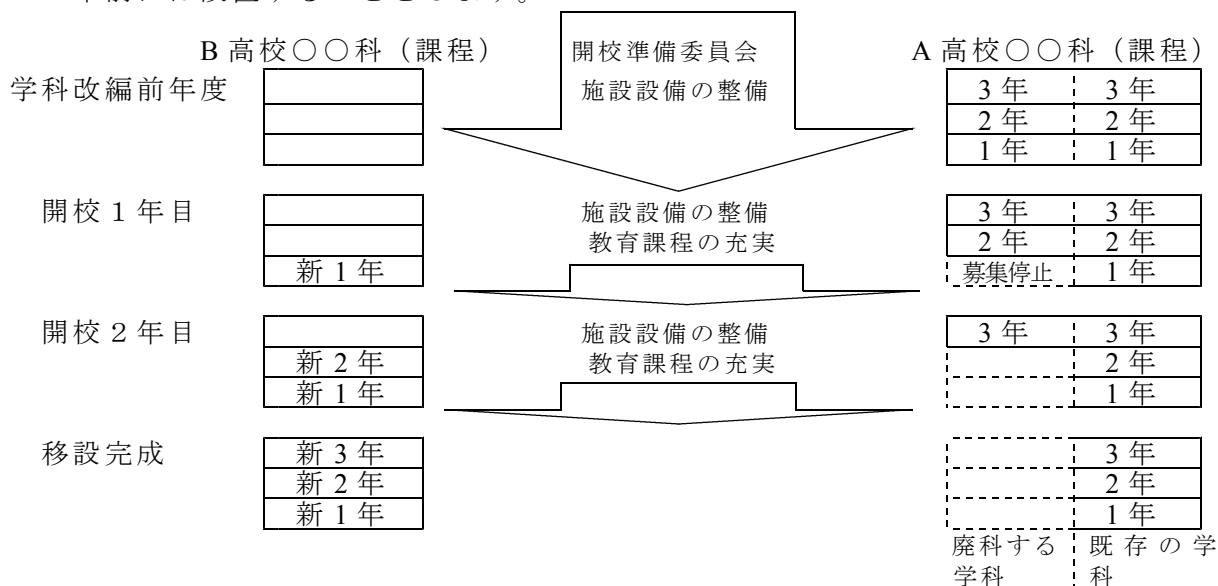 B 高校○○科（課程） 開校準備委員会 A 高校○○科（課程）
学科改編前年度 施設設備の整備 3 年 3 年
2 年 2 年
1 年 1 年
開校１年目 施設設備の整備 3 年 3 年
教育課程の充実 2 年 2 年
新 1 年 募集停止 1 年
開校２年目 施設設備の整備 3 年 3 年
新 2 年 教育課程の充実 2 年
新 1 年 1 年
移設完成 新 3 年 3 年
新 2 年 2 年
新 1 年 1 年
廃科する 既存の学
学科 科